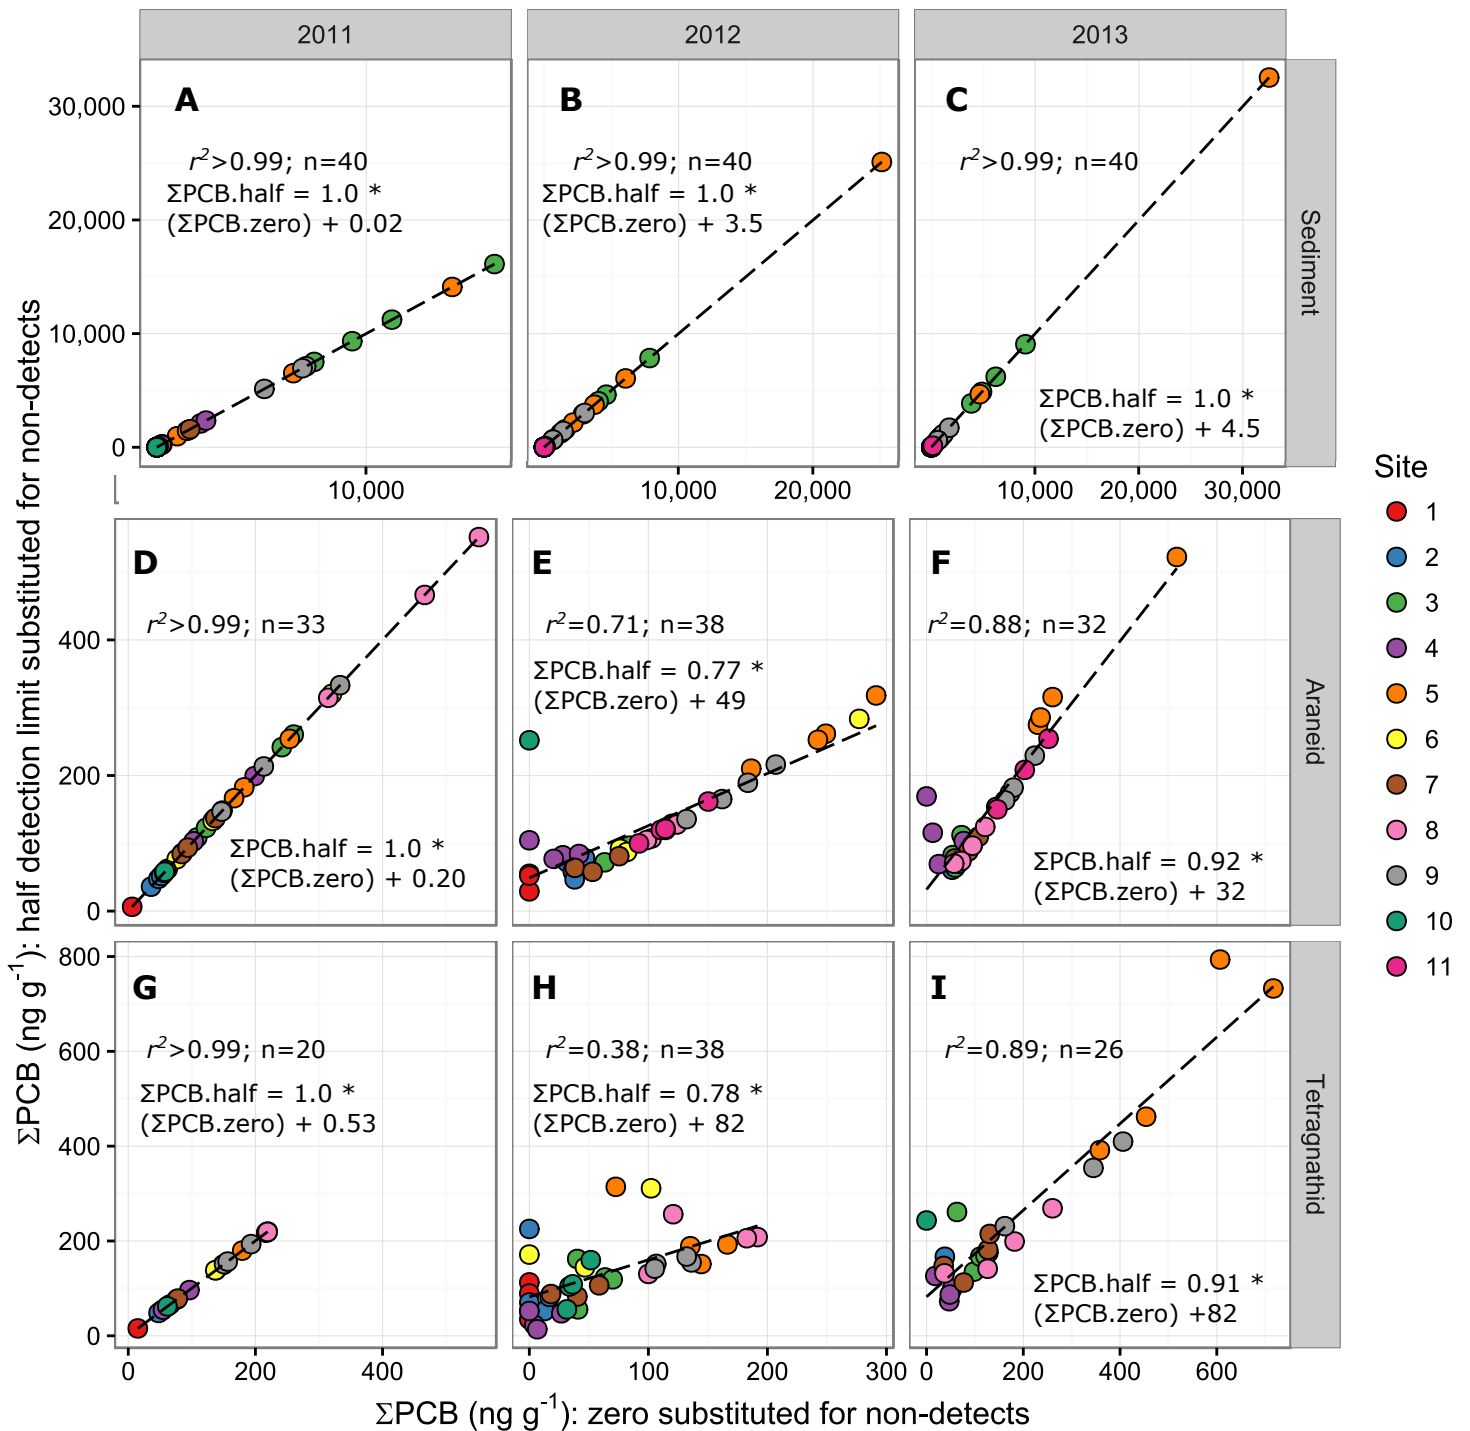 2011
2012
2013
A
B
C
r²>0.99; n=40
ΣPCB.half = 1.0 *
(ΣPCB.zero) + 0.02
r²>0.99; n=40
ΣPCB.half = 1.0 *
(ΣPCB.zero) + 3.5
r²>0.99; n=40
ΣPCB.half = 1.0 *
(ΣPCB.zero) + 4.5
30,000
20,000
10,000
0
Sediment
10,000
10,000
20,000
10,000
20,000
30,000
D
E
F
r²>0.99; n=33
ΣPCB.half = 1.0 *
(ΣPCB.zero) + 0.20
r²=0.71; n=38
ΣPCB.half = 0.77 *
(ΣPCB.zero) + 49
r²=0.88; n=32
ΣPCB.half = 0.92 *
(ΣPCB.zero) + 32
400
200
0
Araneid
G
H
I
r²>0.99; n=20
ΣPCB.half = 1.0 *
(ΣPCB.zero) + 0.53
r²=0.38; n=38
ΣPCB.half = 0.78 *
(ΣPCB.zero) + 82
r²=0.89; n=26
ΣPCB.half = 0.91 *
(ΣPCB.zero) +82
800
600
400
200
0
Tetragnathid
0
200
400
0
100
200
300
0
200
400
600
ΣPCB (ng g⁻¹): zero substituted for non-detects
ΣPCB (ng g⁻¹): half detection limit substituted for non-detects
Site
1
2
3
4
5
6
7
8
9
10
11